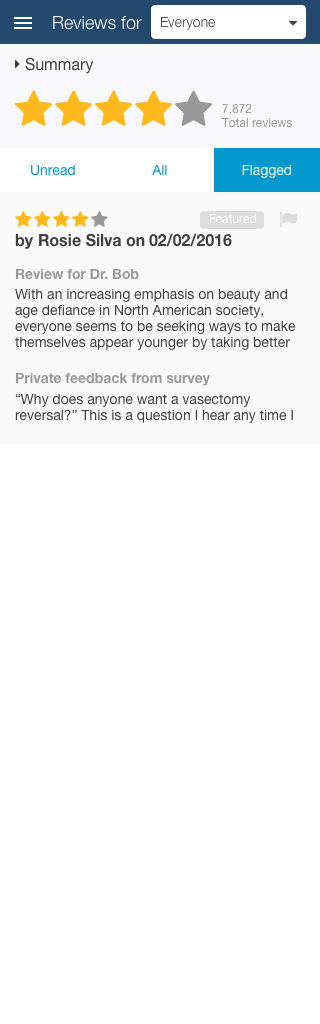 Reviews for
Everyone
Summary
7,872
Total reviews
Unread
All
Flagged
Featured
by Rosie Silva on 02/02/2016
Review for Dr. Bob
With an increasing emphasis on beauty and
age defiance in North American society,
everyone seems to be seeking ways to make
themselves appear younger by taking better
Private feedback from survey
“Why does anyone want a vasectomy
reversal?” This is a question I hear any time I